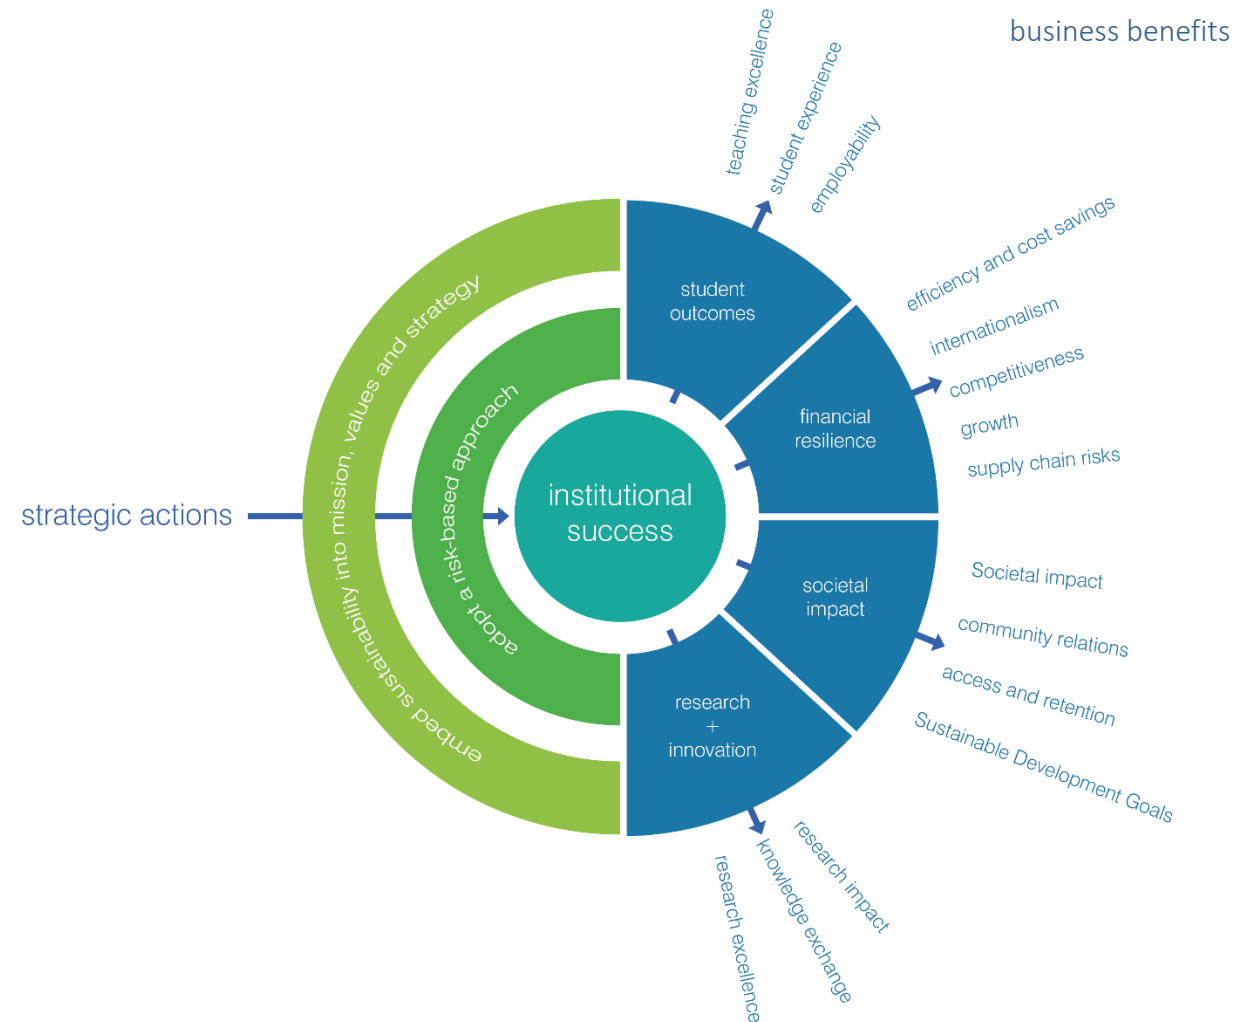 business benefits
teaching excellence
student experience
employability
efficiency and cost savings
internationalism
competitiveness
growth
supply chain risks
student
outcomes
financial
resilience
strategic actions
embed sustainability into mission, values and strategy
adopt a risk-based approach
institutional
success
societal
impact
research
+
innovation
Societal impact
community relations
access and retention
Sustainable Development Goals
research impact
knowledge exchange
research excellence